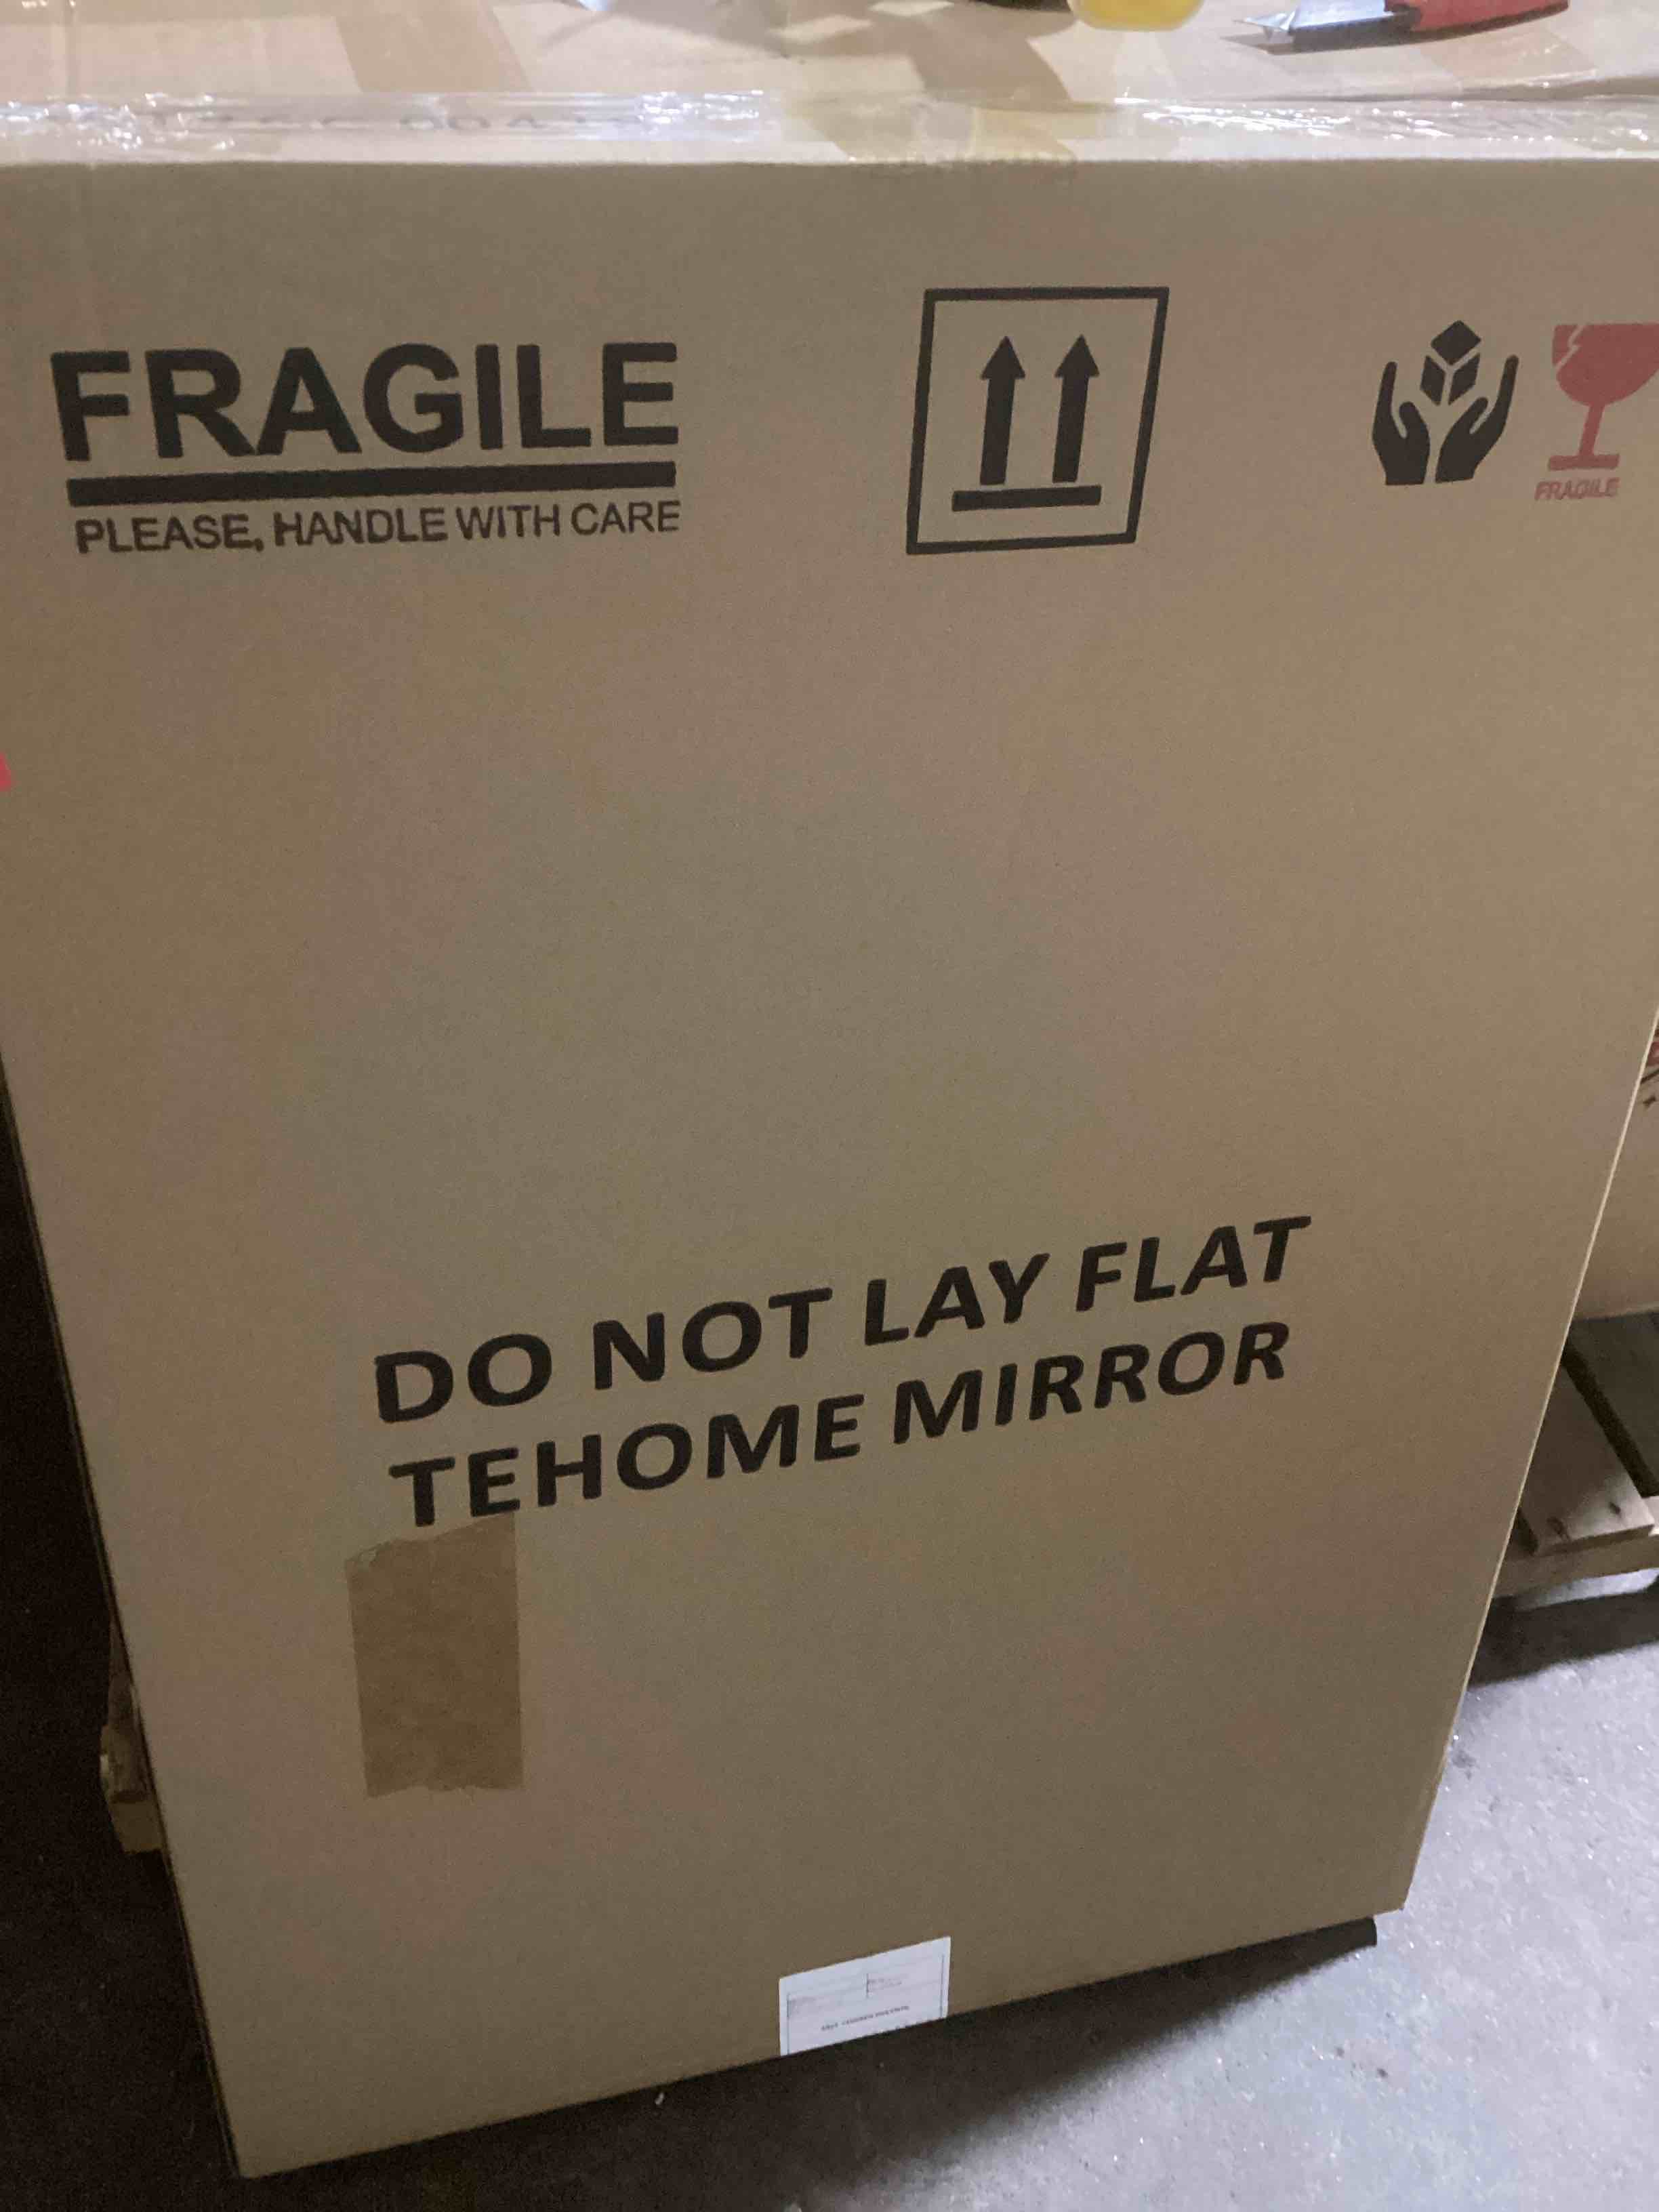 FRAGILE
PLEASE, HANDLE WITH CARE
FRAGILE
DO NOT LAY FLAT
TEHOME MIRROR